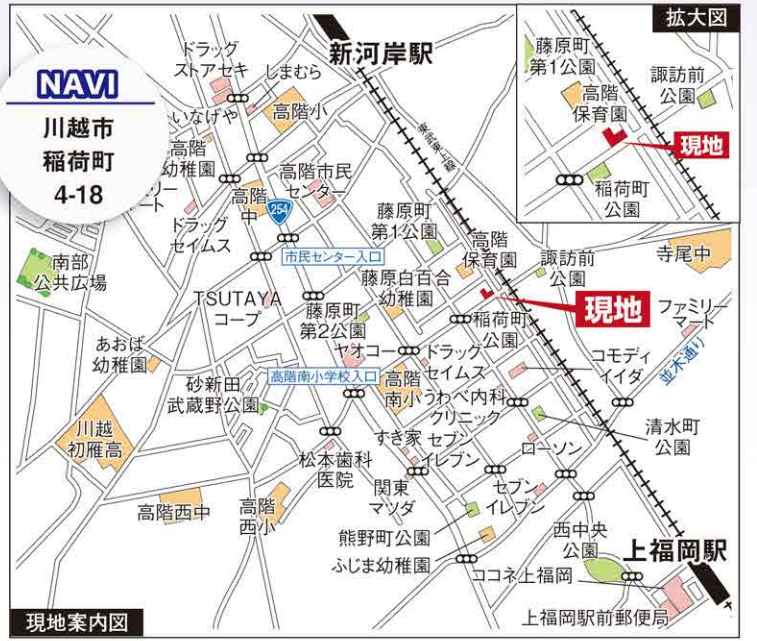 拡大図
藤原町
第1公園
高階
保育園
諏訪前
公園
現地
稲荷町
公園
NAVI
川越市
稲荷町
4-18
新河岸駅
東武東上線
ドラッグ
ストアセキ
しまむら
いなげや
高階小
高階
幼稚園
リー
ート
高階市民
センター
高階
中
254
ドラッグ
セイムス
市民センター入口
藤原町
第1公園
高階
保育園
諏訪前
公園
寺尾中
南部
公共広場
藤原白百合
幼稚園
現地
TSUTAYA
コープ
藤原町
第2公園
稲荷町
公園
ファミリー
マート
並木通り
あおば
幼稚園
ヤオコー
ドラッグ
セイムス
コモディ
イイダ
高階南小学校入口
砂新田
武蔵野公園
高階
南小
うわべ内科
クリニック
川越
初雁高
清水町
公園
すき家
セブン
イレブン
ローソン
松本歯科
医院
関東
マツダ
セブン
イレブン
高階西中
高階
西小
熊野町公園
西中央
公園
上福岡駅
ふじま幼稚園
ココネ上福岡
上福岡駅前郵便局
現地案内図